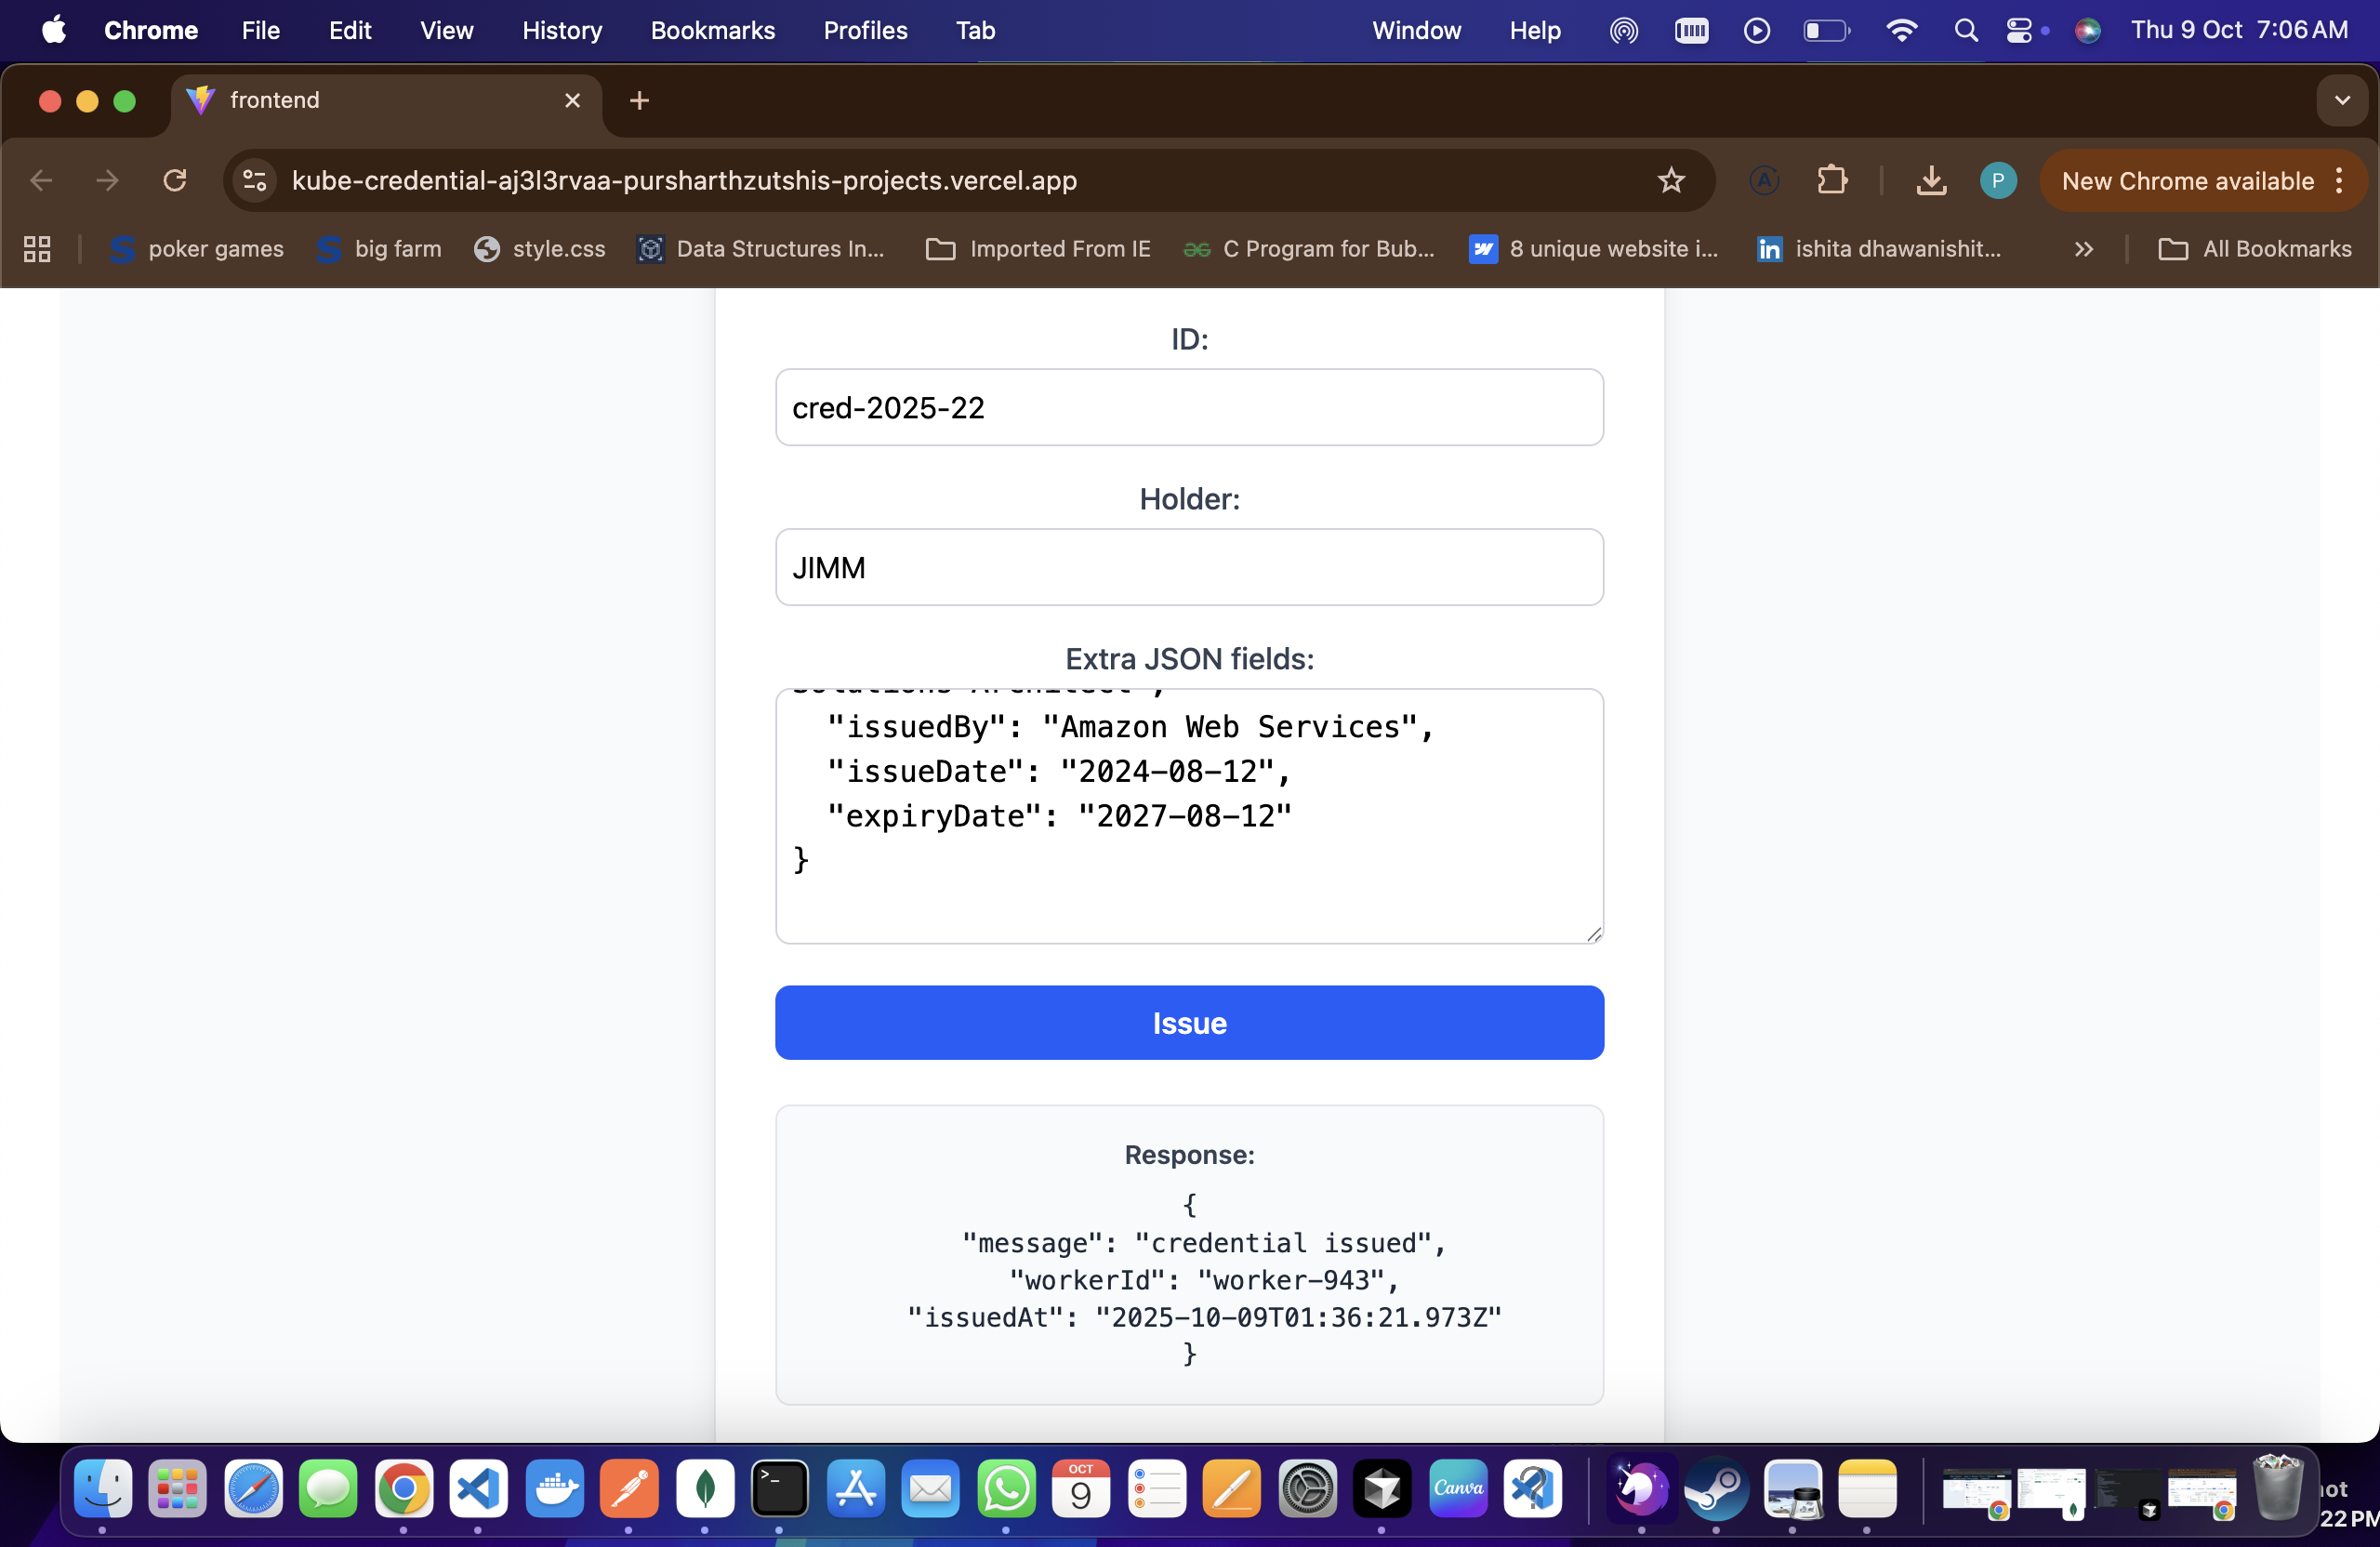 Chrome File Edit View History Bookmarks Profiles Tab Window Help Thu 9 Oct 7:06 AM
frontend
kube-credential-aj3l3rvaa-pursharthzutshis-projects.vercel.app
A
P
New Chrome available
poker games big farm style.css Data Structures In... Imported From IE C Program for Bub... 8 unique website i... ishita dhawanishit... All Bookmarks
ID:
cred-2025-22
Holder:
JIMM
Extra JSON fields:
Solutions Architect",
"issuedBy": "Amazon Web Services",
"issueDate": "2024-08-12",
"expiryDate": "2027-08-12"
}
Issue
Response:
{
"message": "credential issued",
"workerId": "worker-943",
"issuedAt": "2025-10-09T01:36:21.973Z"
}
OCT
9
Canva
22 PM